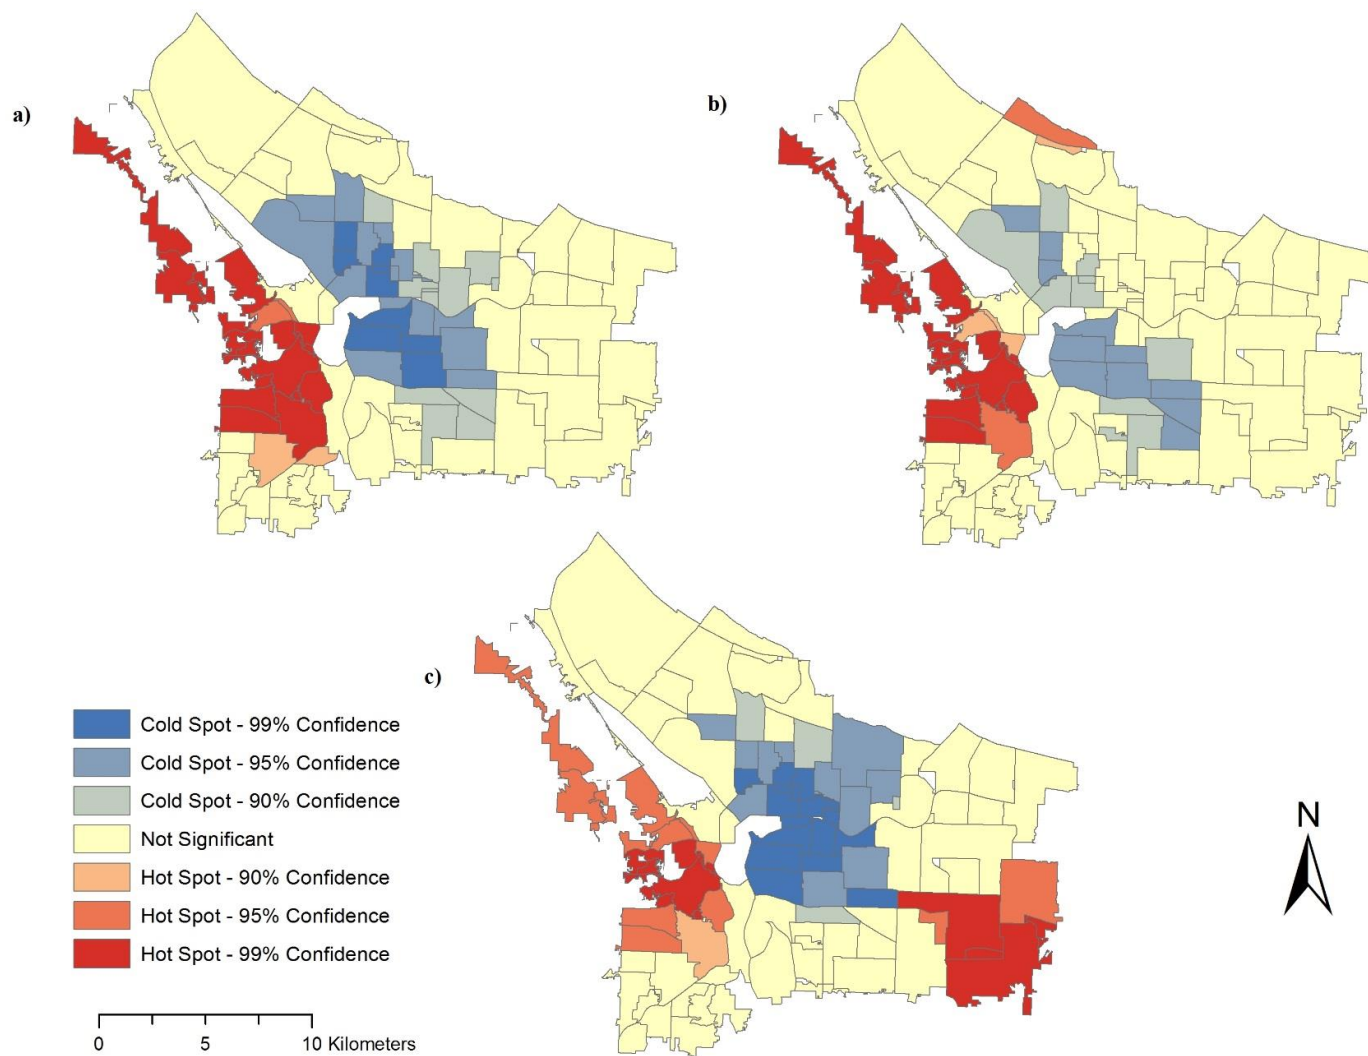 a)
b)
c)
Cold Spot - 99% Confidence
Cold Spot - 95% Confidence
Cold Spot - 90% Confidence
Not Significant
Hot Spot - 90% Confidence
Hot Spot - 95% Confidence
Hot Spot - 99% Confidence
N
0 5 10 Kilometers